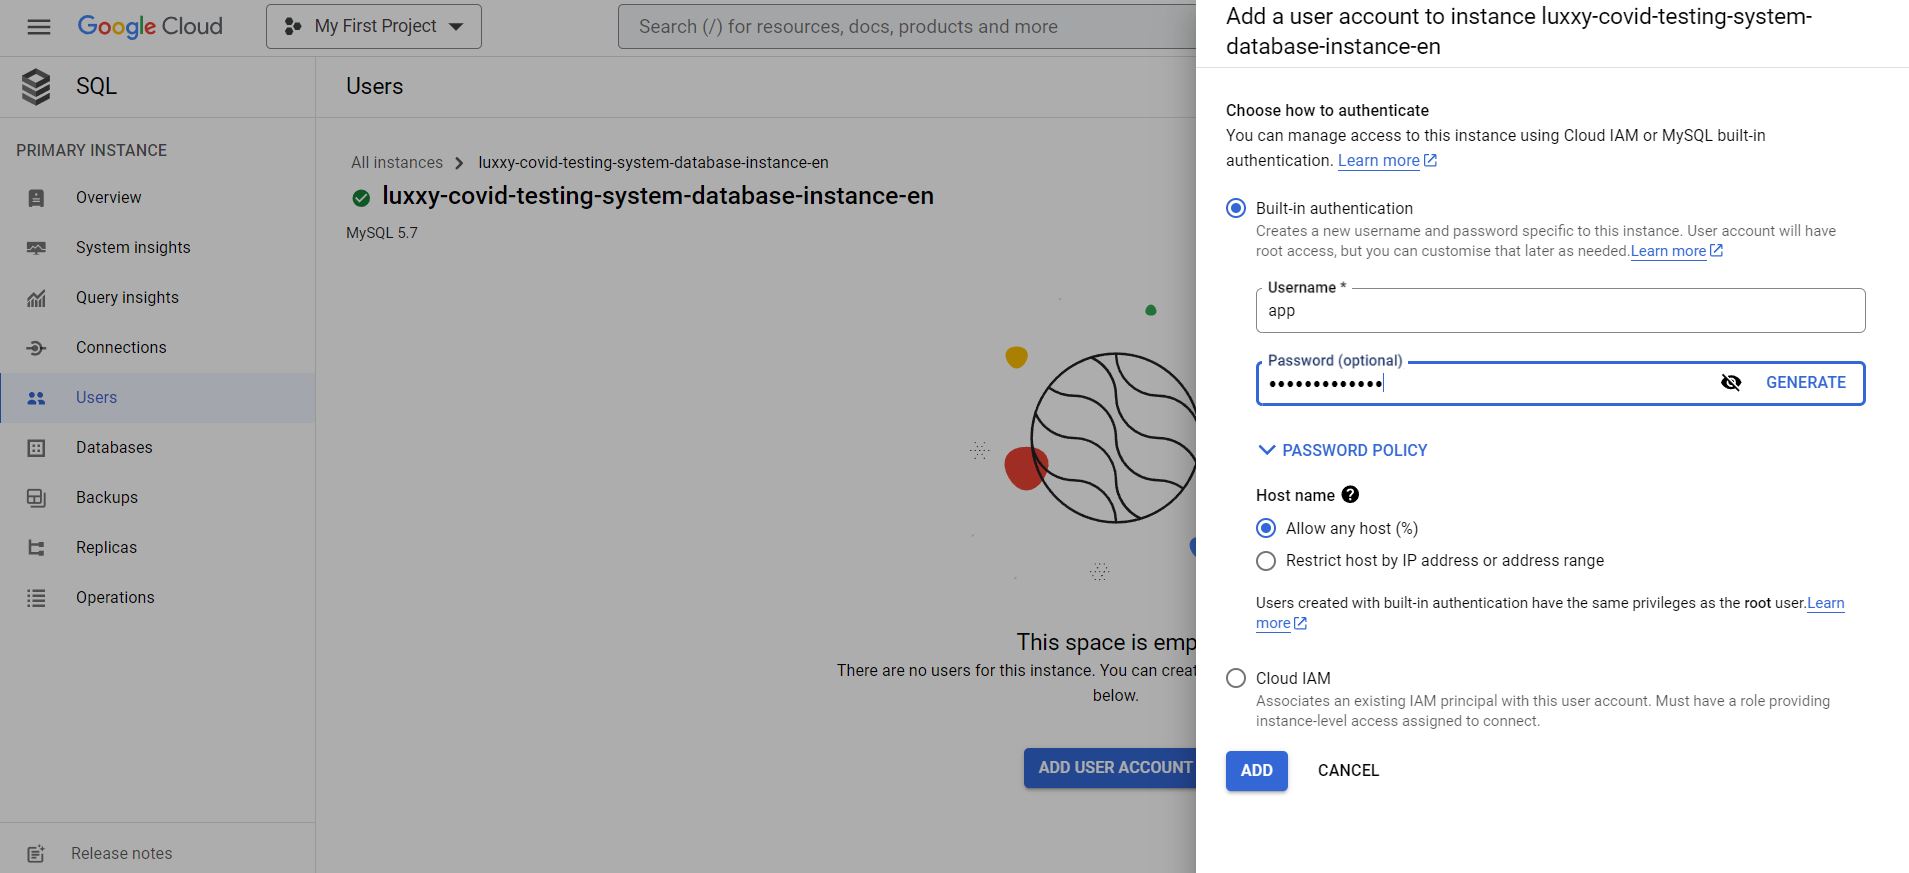 Google Cloud
My First Project
Search (/) for resources, docs, products and more
SQL
PRIMARY INSTANCE
Overview
System insights
Query insights
Connections
Users
Databases
Backups
Replicas
Operations
Release notes
Users
All instances
luxxy-covid-testing-system-database-instance-en
luxxy-covid-testing-system-database-instance-en
MySQL 5.7
This space is emp
There are no users for this instance. You can creat
below.
ADD USER ACCOUNT
Add a user account to instance luxxy-covid-testing-system-
database-instance-en
Choose how to authenticate
You can manage access to this instance using Cloud IAM or MySQL built-in
authentication. Learn more
Built-in authentication
Creates a new username and password specific to this instance. User account will have
root access, but you can customise that later as needed.Learn more
Username *
app
Password (optional)
•••••••••••••
GENERATE
PASSWORD POLICY
Host name
Allow any host (%)
Restrict host by IP address or address range
Users created with built-in authentication have the same privileges as the root user.Learn
more
Cloud IAM
Associates an existing IAM principal with this user account. Must have a role providing
instance-level access assigned to connect.
ADD
CANCEL